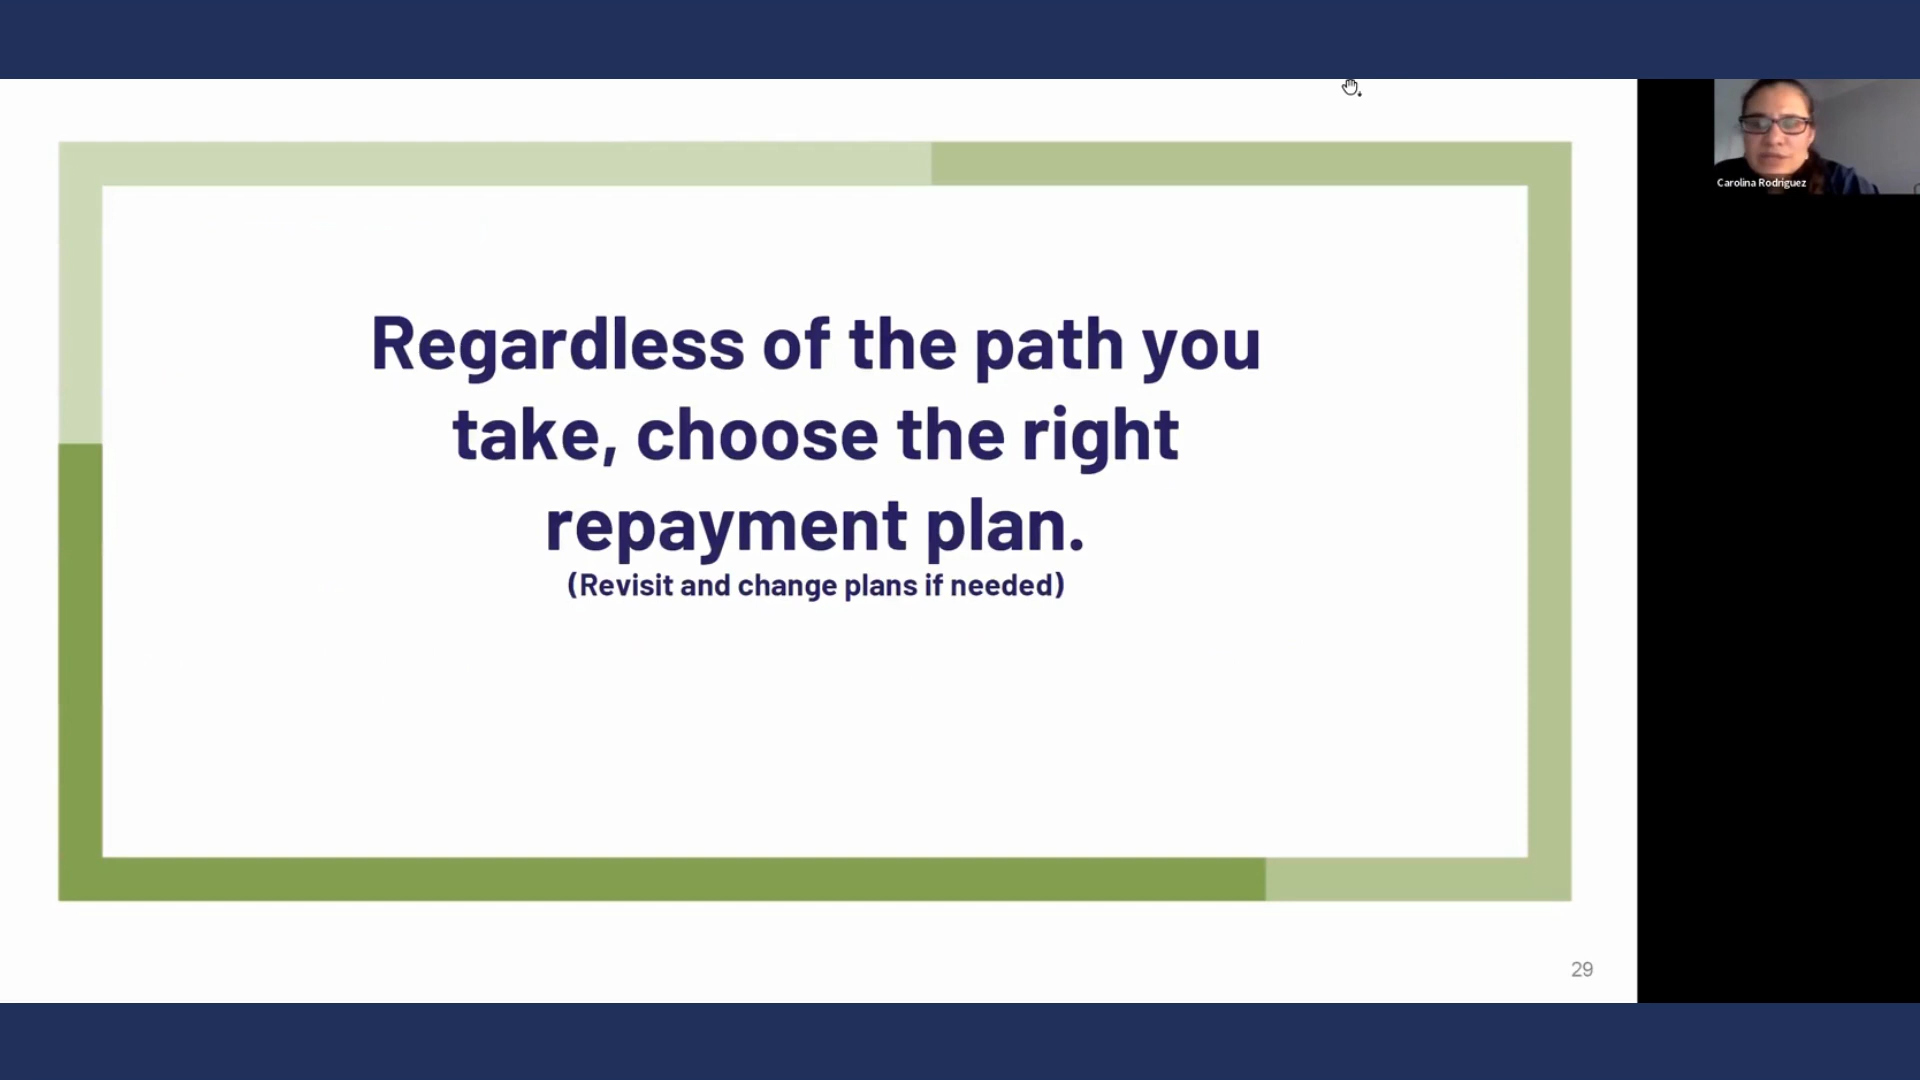 Regardless of the path you
take, choose the right
repayment plan.
(Revisit and change plans if needed)
Carolina Rodriguez
29